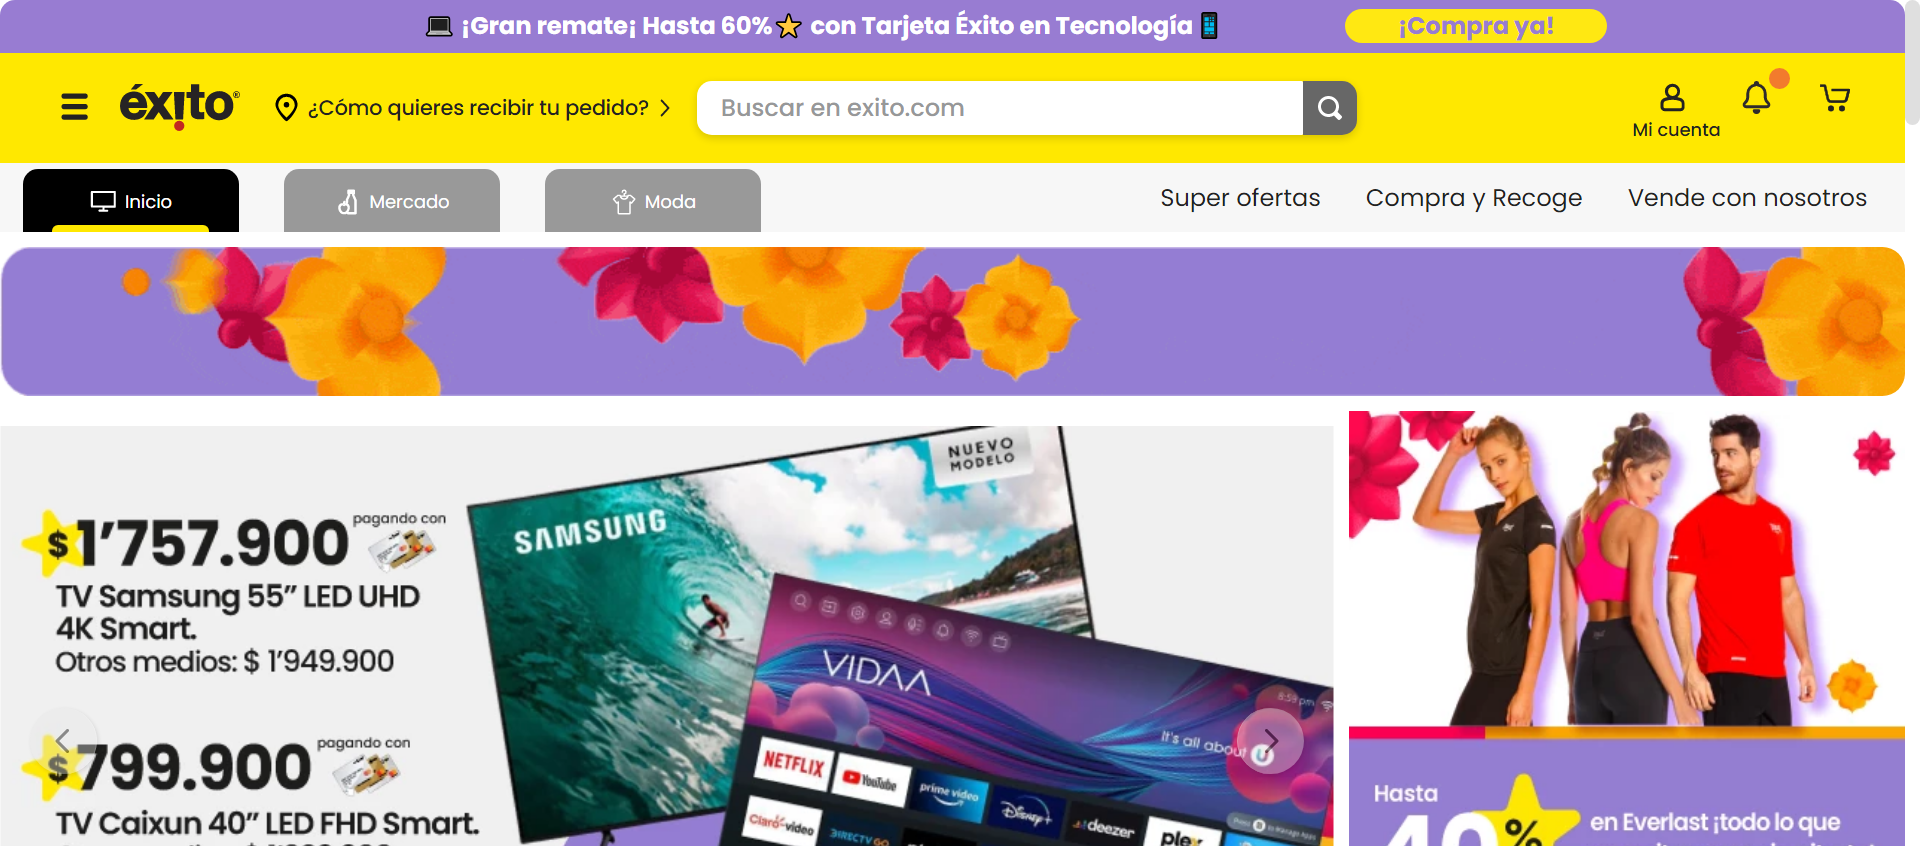 ¡Gran remate¡ Hasta 60% con Tarjeta Éxito en Tecnología
¡Compra ya!
éxito®
¿Cómo quieres recibir tu pedido?
Buscar en exito.com
Mi cuenta
Inicio
Mercado
Moda
Super ofertas
Compra y Recoge
Vende con nosotros
NUEVO
MODELO
SAMSUNG
$1'757.900
pagando con
TV Samsung 55" LED UHD
4K Smart.
Otros medios: $ 1'949.900
$799.900
pagando con
TV Caixun 40" LED FHD Smart.
VIDAA
8:59 pm
It's all about U
NETFLIX
YouTube
prime video
Disney+
deezer
plex
Claro-video
DIRECTV GO
Hasta
40%
en Everlast ¡todo lo que